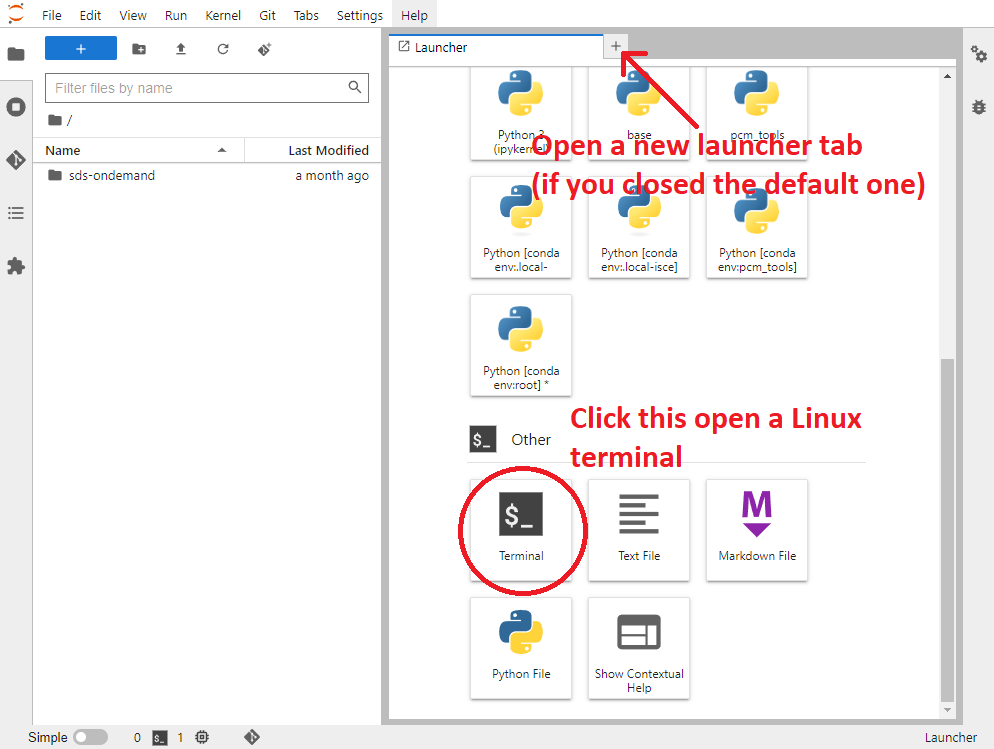 File Edit View Run Kernel Git Tabs Settings Help
+
Filter files by name
/
Name Last Modified
sds-ondemand a month ago
Launcher +
Python 3
(ipykernel)
base
pcm_tools
Open a new launcher tab
(if you closed the default one)
Python [conda
env:.local-
Python [conda
env:.local-isce]
Python [conda
env:pcm_tools]
Python [conda
env:root] *
Click this open a Linux
terminal
$_ Other
$_
Terminal
Text File
M
Markdown File
Python File
Show Contextual
Help
Simple 0 $_ 1 Launcher